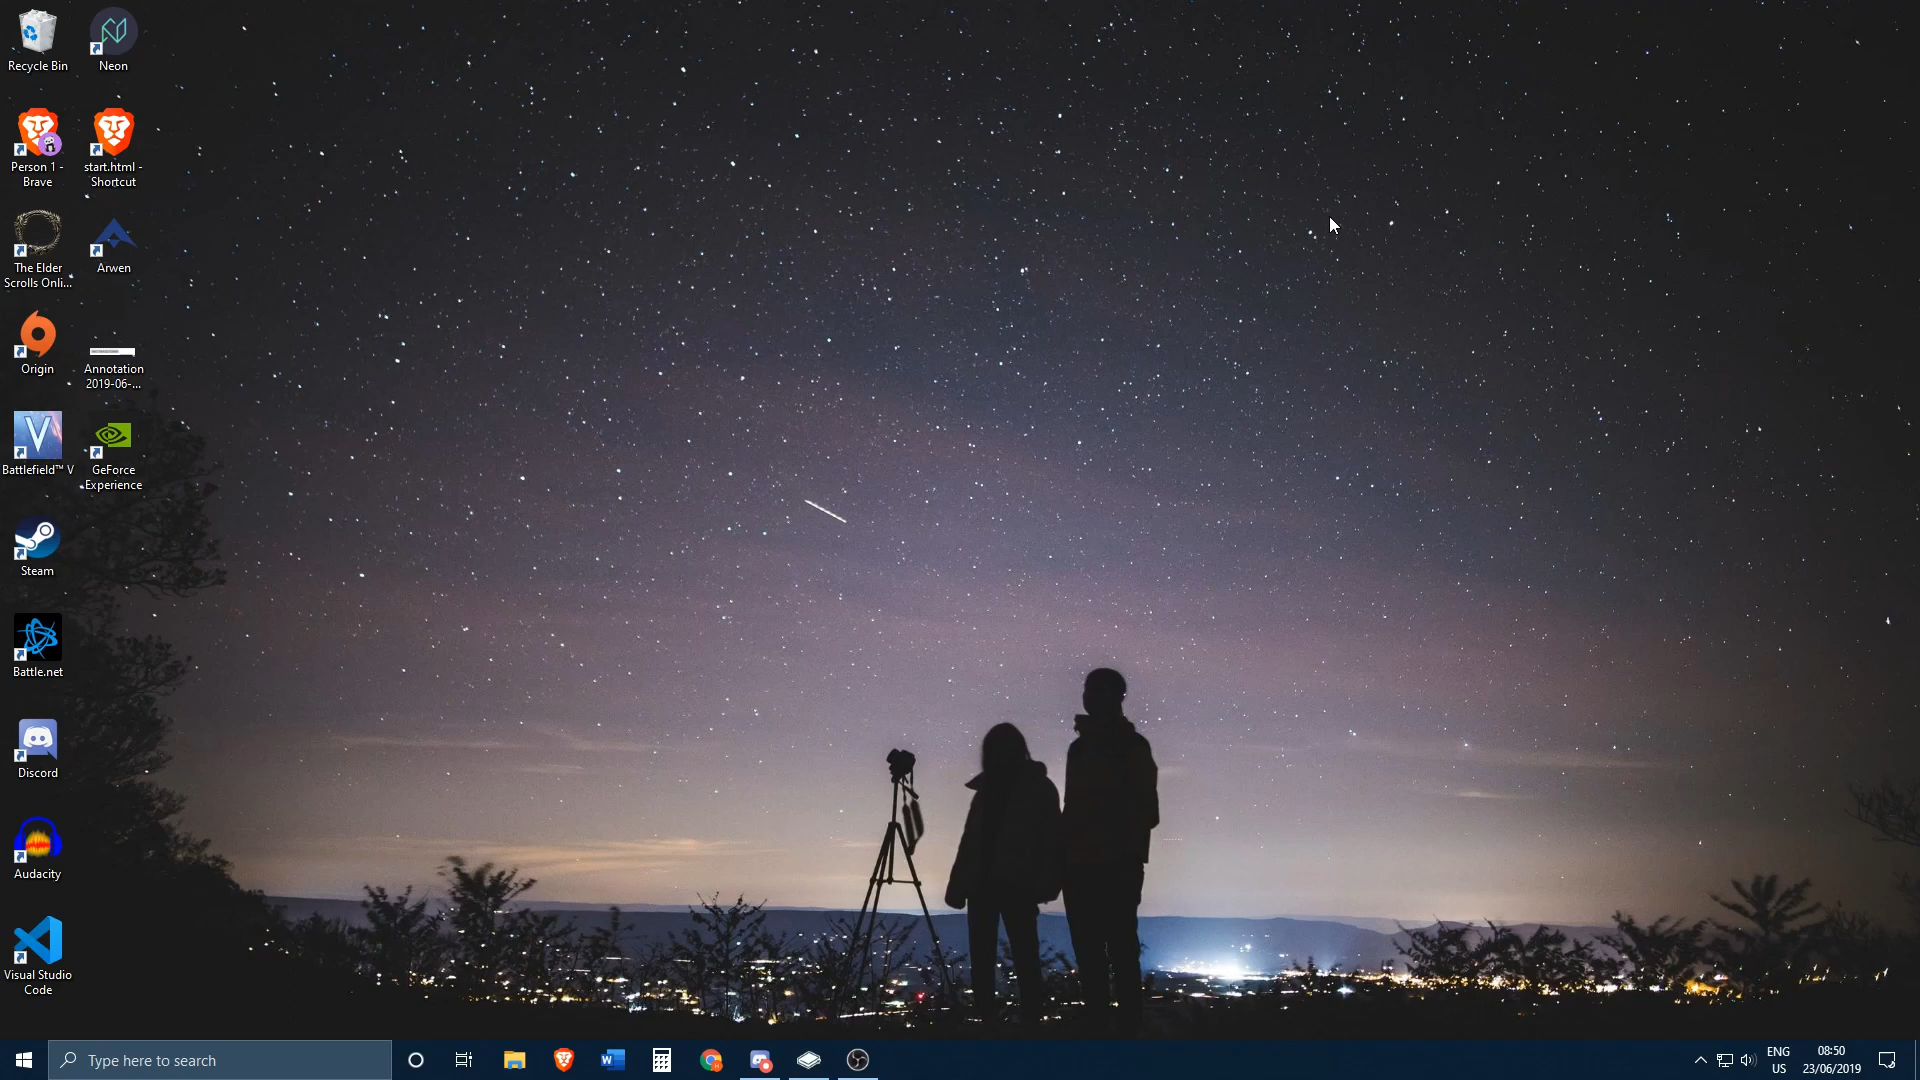 Recycle Bin
Neon
Person 1 -
Brave
start.html -
Shortcut
The Elder
Scrolls Onli...
Arwen
Origin
Annotation
2019-06-...
Battlefield™ V
GeForce
Experience
Steam
Battle.net
Discord
Audacity
Visual Studio
Code
Type here to search
ENG
US
08:50
23/06/2019